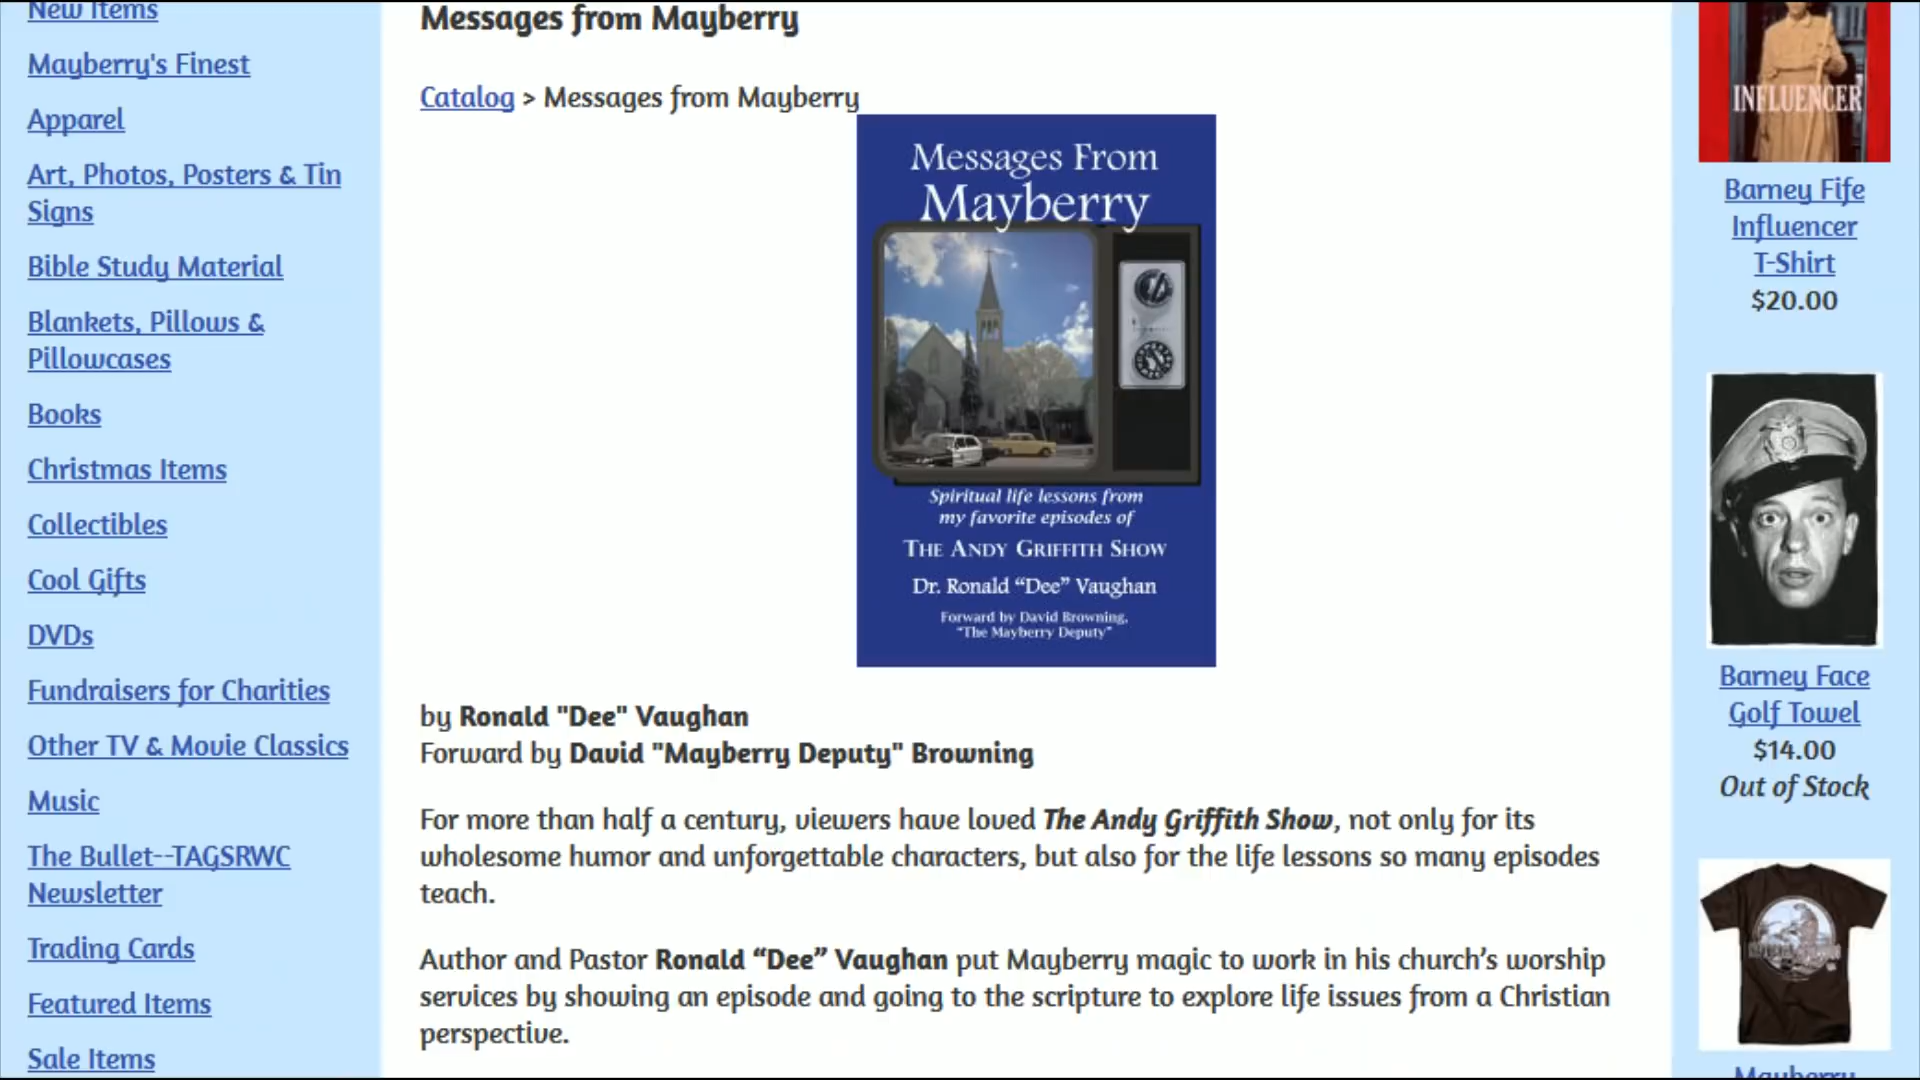 New Items
Mayberry's Finest
Apparel
Art, Photos, Posters & Tin
Signs
Bible Study Material
Blankets, Pillows &
Pillowcases
Books
Christmas Items
Collectibles
Cool Gifts
DVDs
Fundraisers for Charities
Other TV & Movie Classics
Music
The Bullet--TAGSRWC
Newsletter
Trading Cards
Featured Items
Sale Items
Messages from Mayberry
Catalog > Messages from Mayberry
Messages From
Mayberry
Spiritual life lessons from
my favorite episodes of
THE ANDY GRIFFITH SHOW
Dr. Ronald “Dee” Vaughan
Forward by David Browning,
“The Mayberry Deputy”
by Ronald "Dee" Vaughan
Forward by David "Mayberry Deputy" Browning
For more than half a century, viewers have loved The Andy Griffith Show, not only for its
wholesome humor and unforgettable characters, but also for the life lessons so many episodes
teach.
Author and Pastor Ronald “Dee” Vaughan put Mayberry magic to work in his church’s worship
services by showing an episode and going to the scripture to explore life issues from a Christian
perspective.
INFLUENCER
Barney Fife
Influencer
T-Shirt
$20.00
Barney Face
Golf Towel
$14.00
Out of Stock
Mayberry